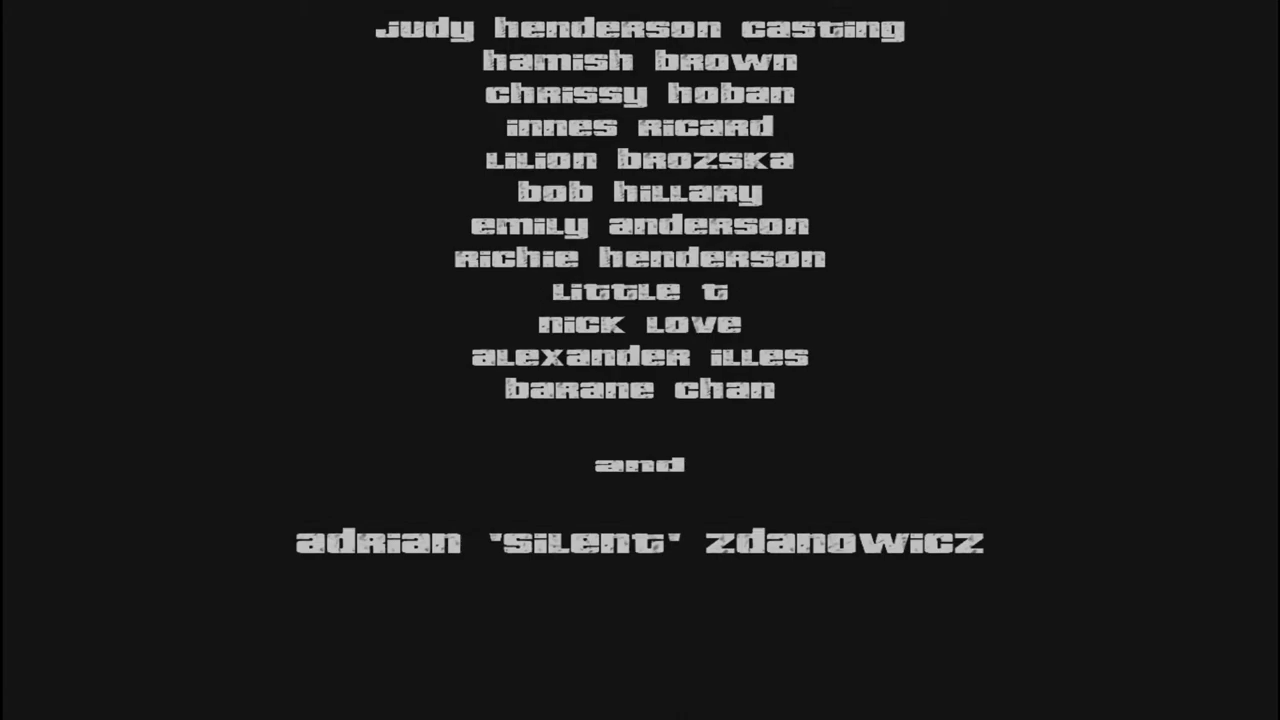 judy henderson casting
hamish brown
chrissy hoban
innes ricard
lilion brozska
bob hillary
emily anderson
richie henderson
little t
nick love
alexander illes
barane chan
and
adrian "silent" zdanowicz